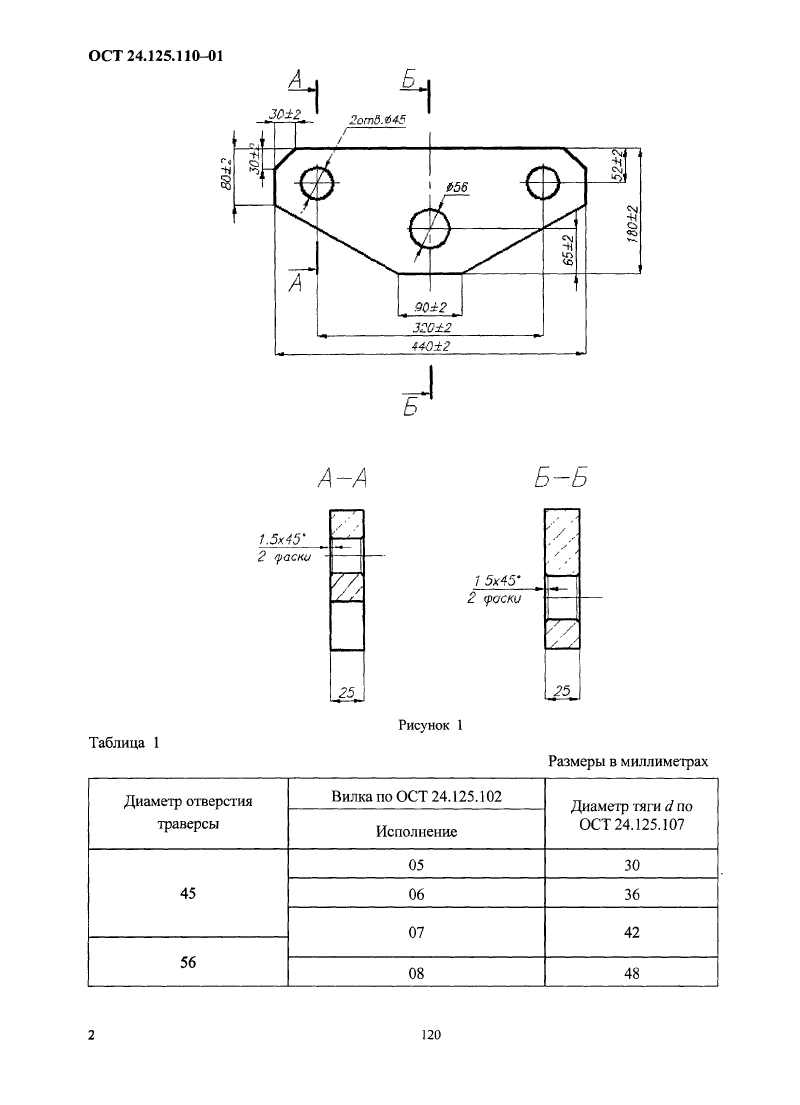 ОСТ 24.125.110–01
А
Б
30±2
2отв.⌀45
80±2
30±2
52±2
⌀56
180±2
65±2
А
90±2
320±2
440±2
Б
А–А
Б–Б
1.5x45°
2 фаски
1 5x45°
2 фаски
25
25
Рисунок 1
Таблица 1
Размеры в миллиметрах
Диаметр отверстия
траверсы
Вилка по ОСТ 24.125.102
Исполнение
Диаметр тяги d по
ОСТ 24.125.107
45
05
30
06
36
07
42
56
08
48
2
120